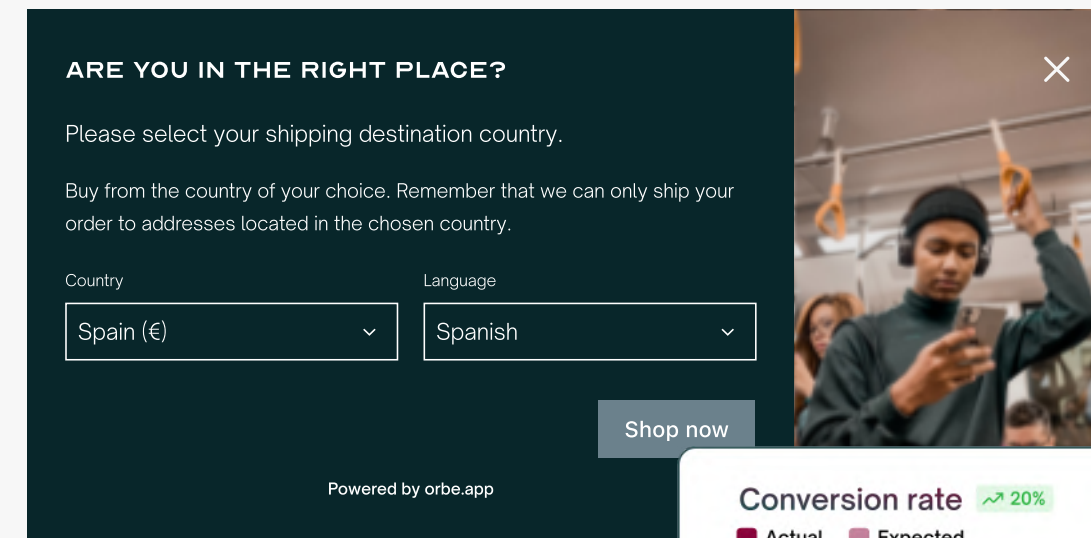 ARE YOU IN THE RIGHT PLACE?
Please select your shipping destination country.
Buy from the country of your choice. Remember that we can only ship your
order to addresses located in the chosen country.
Country
Language
Spain (€)
Spanish
Shop now
Powered by orbe.app
Conversion rate
20%
Actual
Expected